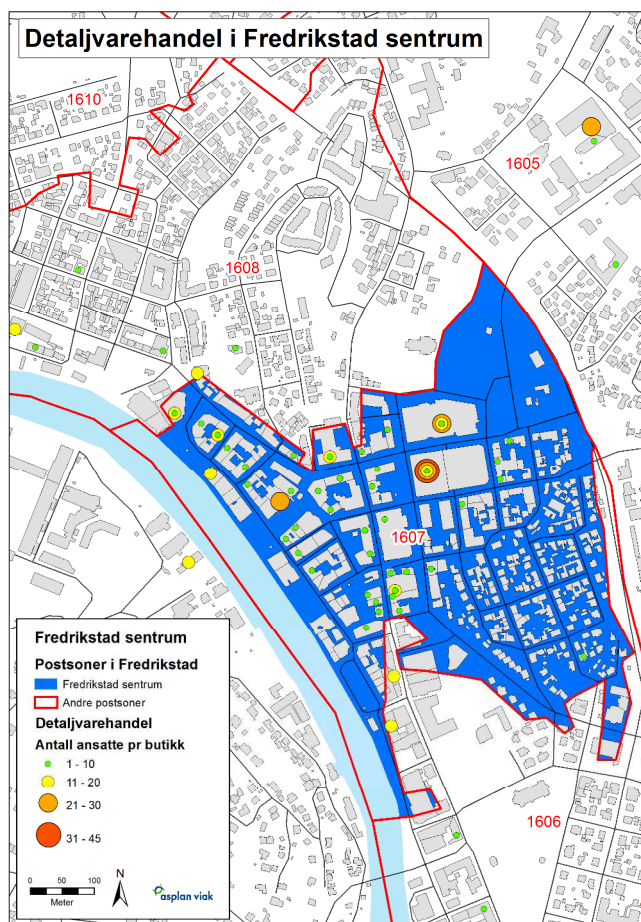 Detaljvarehandel i Fredrikstad sentrum
1610
1605
1608
1607
1606
Fredrikstad sentrum
Postsoner i Fredrikstad
Fredrikstad sentrum
Andre postsoner
Detaljvarehandel
Antall ansatte pr butikk
1 - 10
11 - 20
21 - 30
31 - 45
0 50 100
Meter
N
asplan viak